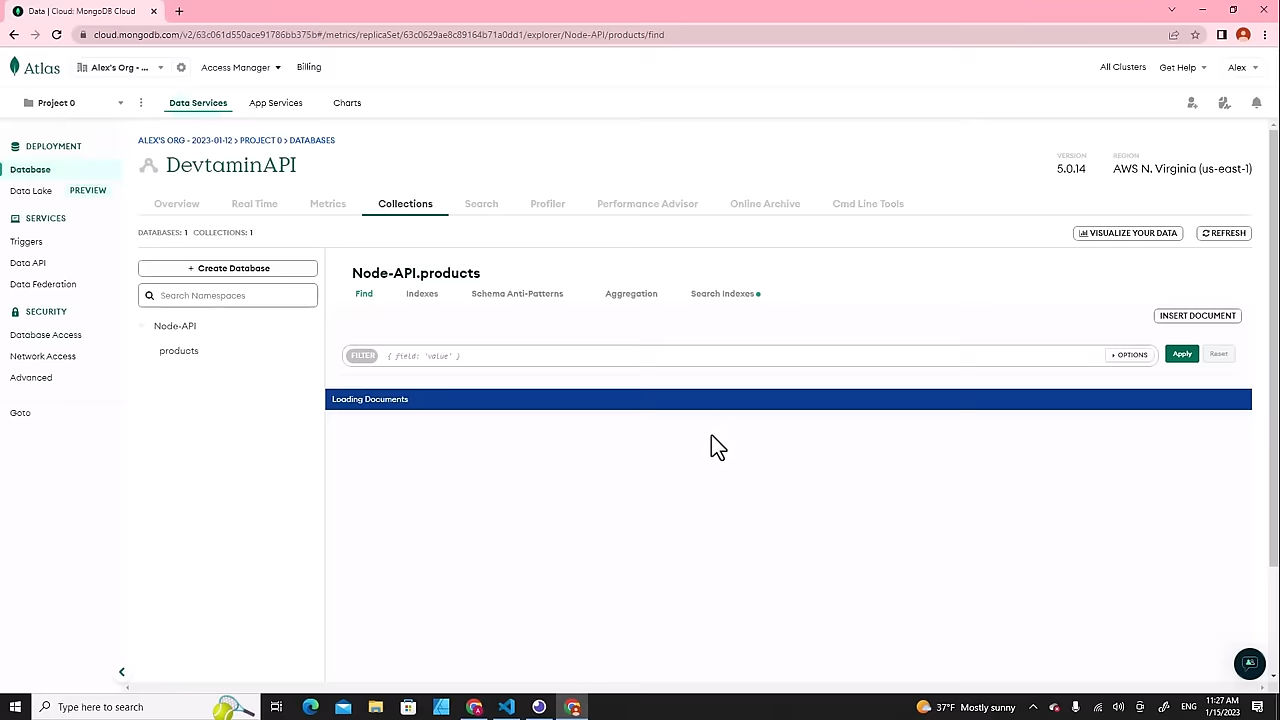 Data | Cloud: MongoDB Cloud
cloud.mongodb.com/v2/63c061d550ace91786bb375b#/metrics/replicaSet/63c0629ae8c89164b71a0dd1/explorer/Node-API/products/find
Atlas Alex's Org - ... Access Manager Billing All Clusters Get Help Alex
Project 0 Data Services App Services Charts
DEPLOYMENT
Database
Data Lake PREVIEW
SERVICES
Triggers
Data API
Data Federation
SECURITY
Database Access
Network Access
Advanced
Goto
ALEX'S ORG - 2023-01-12 > PROJECT 0 > DATABASES
DevtaminAPI
VERSION REGION
5.0.14 AWS N. Virginia (us-east-1)
Overview Real Time Metrics Collections Search Profiler Performance Advisor Online Archive Cmd Line Tools
DATABASES: 1 COLLECTIONS: 1 VISUALIZE YOUR DATA REFRESH
+ Create Database
Search Namespaces
Node-API
products
Node-API.products
Find Indexes Schema Anti-Patterns Aggregation Search Indexes
INSERT DOCUMENT
FILTER { field: 'value' } OPTIONS Apply Reset
Loading Documents
Type here to search 37°F Mostly sunny ENG 11:27 AM
1/15/2023